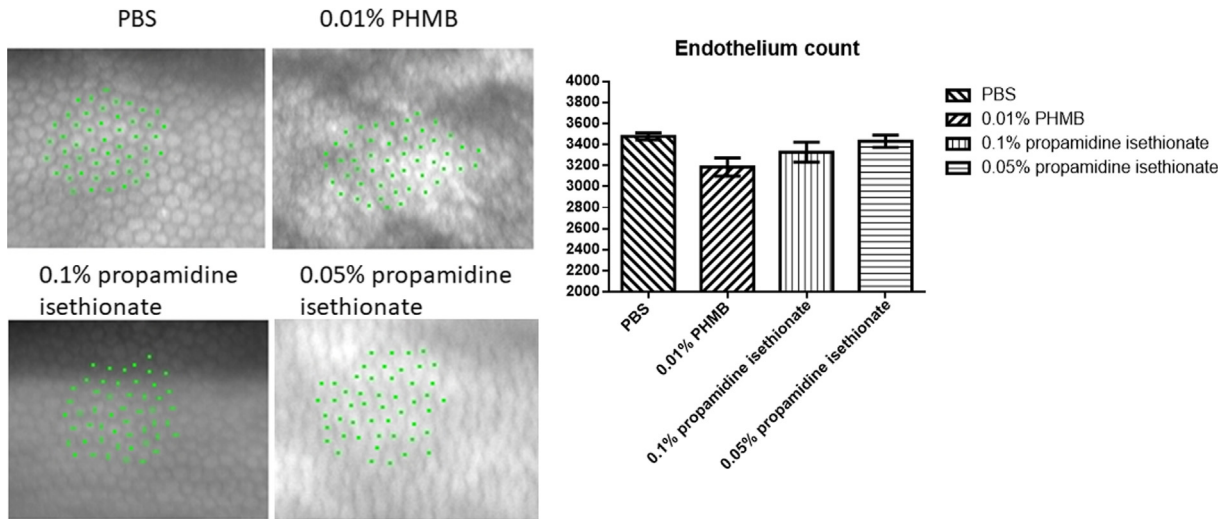 PBS
0.01% PHMB
0.1% propamidine
isethionate
0.05% propamidine
isethionate
Endothelium count
4000
3800
3600
3400
3200
3000
2800
2600
2400
2200
2000
PBS
0.01% PHMB
0.1% propamidine isethionate
0.05% propamidine isethionate
PBS
0.01% PHMB
0.1% propamidine isethionate
0.05% propamidine isethionate